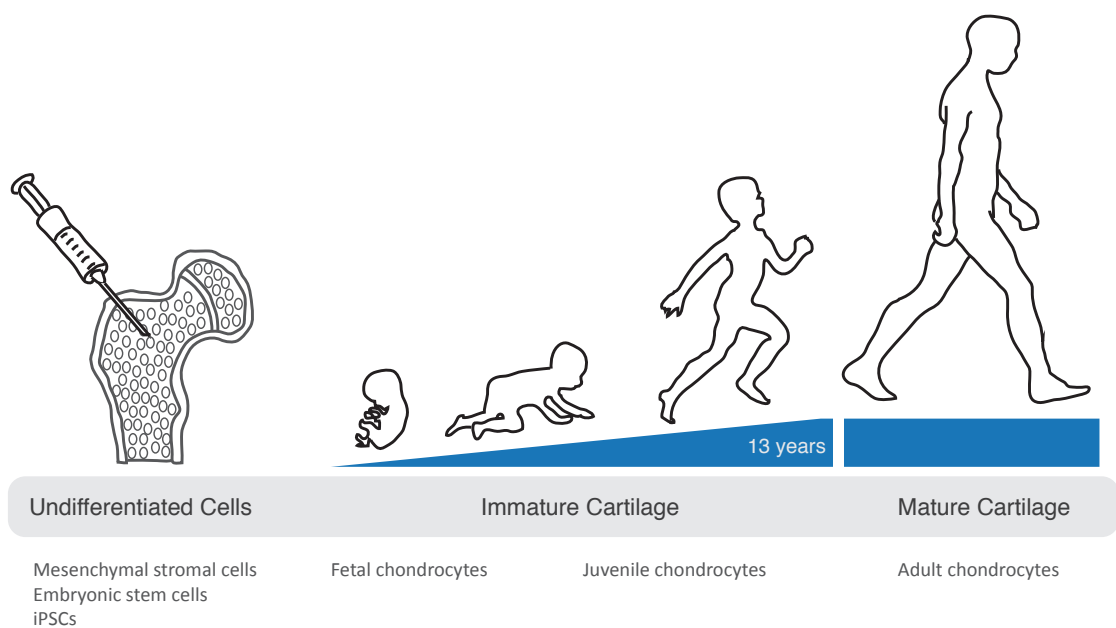 13 years
Undifferentiated Cells
Immature Cartilage
Mature Cartilage
Mesenchymal stromal cells
Embryonic stem cells
iPSCs
Fetal chondrocytes
Juvenile chondrocytes
Adult chondrocytes